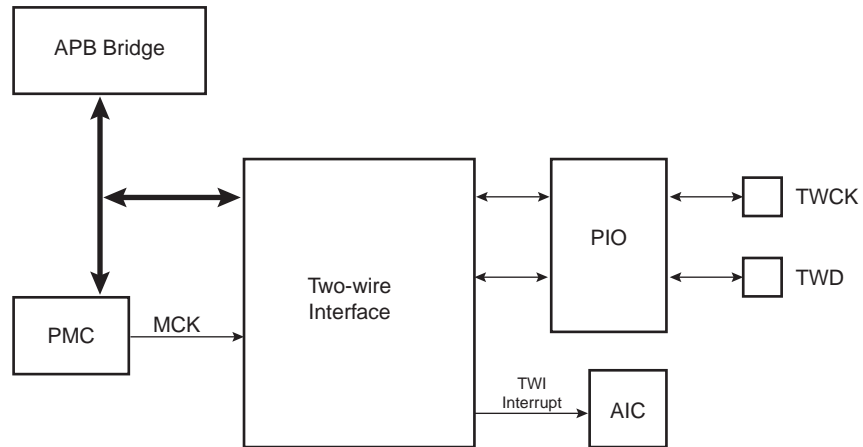 APB Bridge
TWCK
PIO
Two-wire
Interface
TWD
MCK
PMC
TWI
Interrupt
AIC